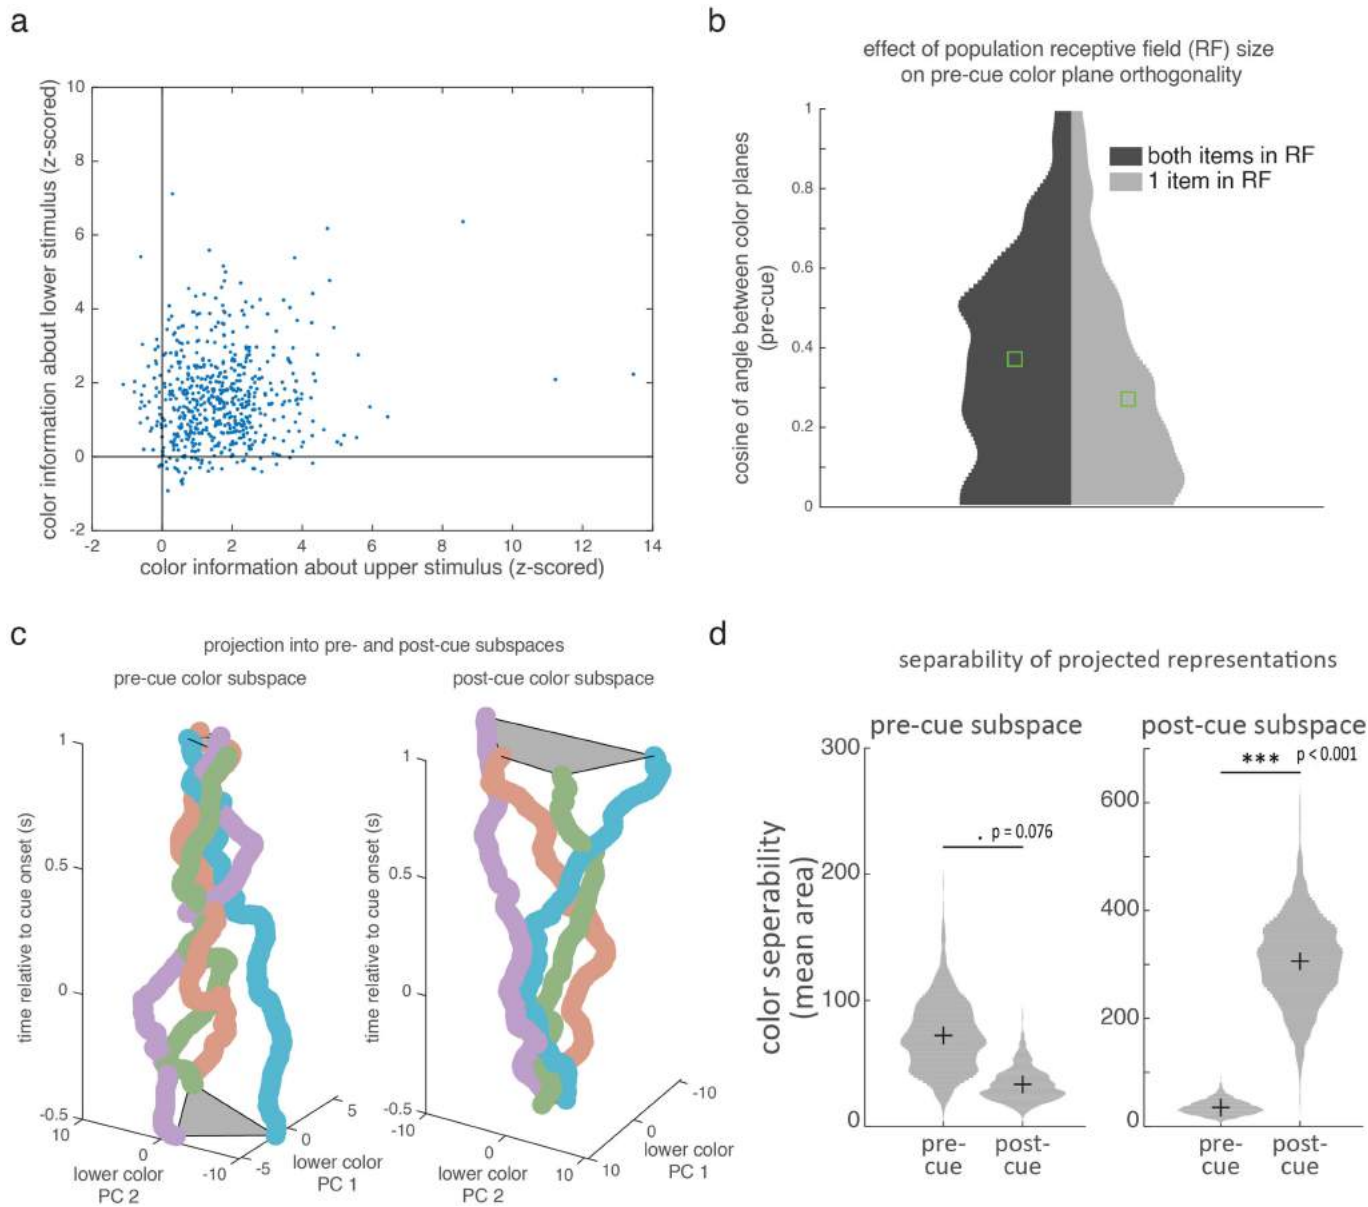 a
color information about lower stimulus (z-scored)
10
8
6
4
2
0
-2
-2 0 2 4 6 8 10 12 14
color information about upper stimulus (z-scored)
b
effect of population receptive field (RF) size
on pre-cue color plane orthogonality
cosine of angle between color planes
(pre-cue)
1
0.8
0.6
0.4
0.2
0
both items in RF
1 item in RF
c
projection into pre- and post-cue subspaces
pre-cue color subspace
time relative to cue onset (s)
1
0.5
0
-0.5
10
0
-10
lower color
PC 2
-5
0
5
lower color
PC 1
post-cue color subspace
time relative to cue onset (s)
1
0.5
0
-0.5
-10
0
10
lower color
PC 2
10
0
-10
lower color
PC 1
d
separability of projected representations
pre-cue subspace
color seperability
(mean area)
300
200
100
0
. p = 0.076
pre-
cue
post-
cue
post-cue subspace
*** p < 0.001
600
400
200
0
pre-
cue
post-
cue